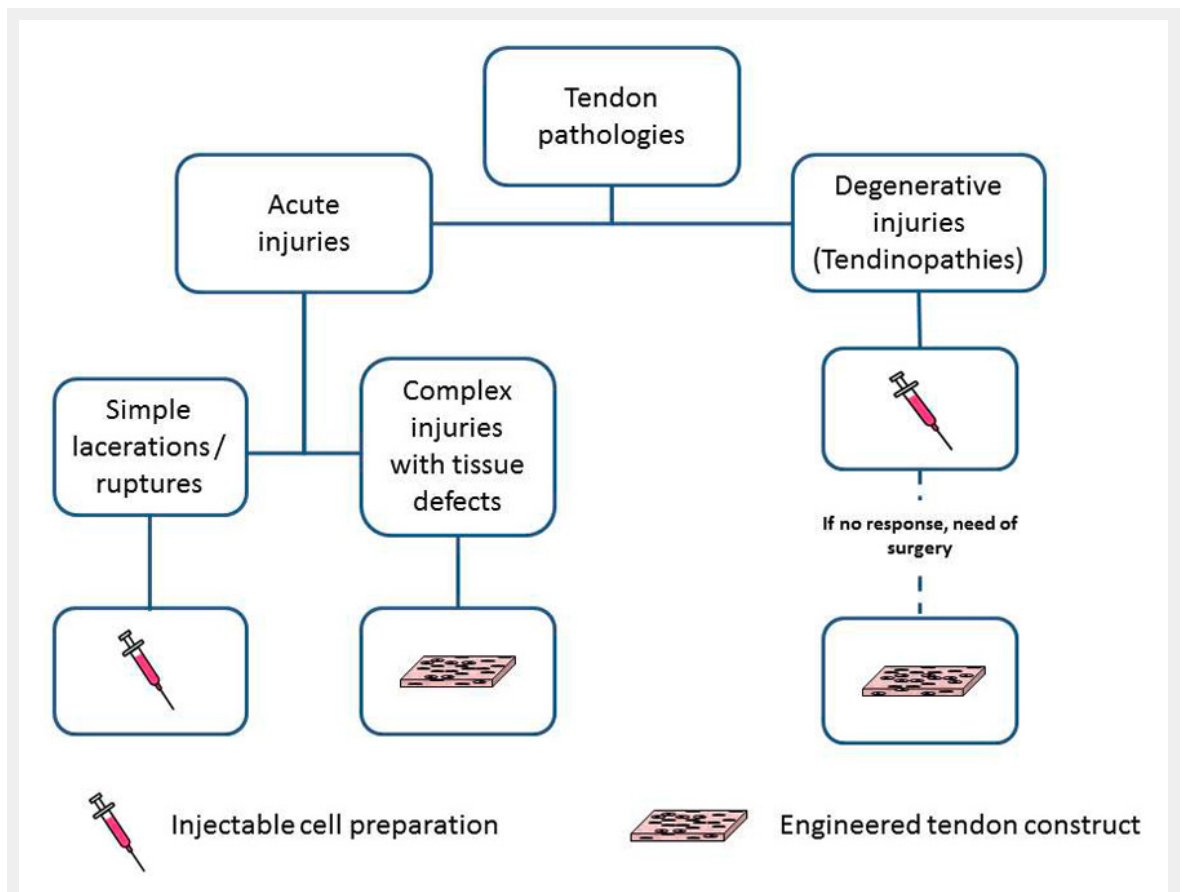 Tendon
pathologies
Acute
injuries
Degenerative
injuries
(Tendinopathies)
Simple
lacerations/
ruptures
Complex
injuries
with tissue
defects
If no response, need of
surgery
Injectable cell preparation
Engineered tendon construct